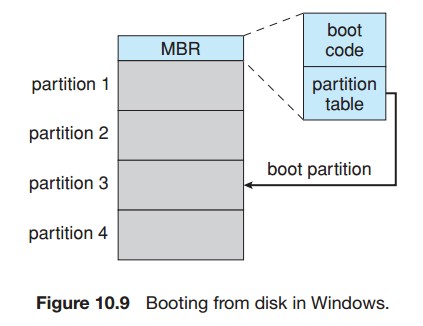 MBR
boot
code
partition
table
partition 1
partition 2
partition 3
partition 4
boot partition
Figure 10.9 Booting from disk in Windows.